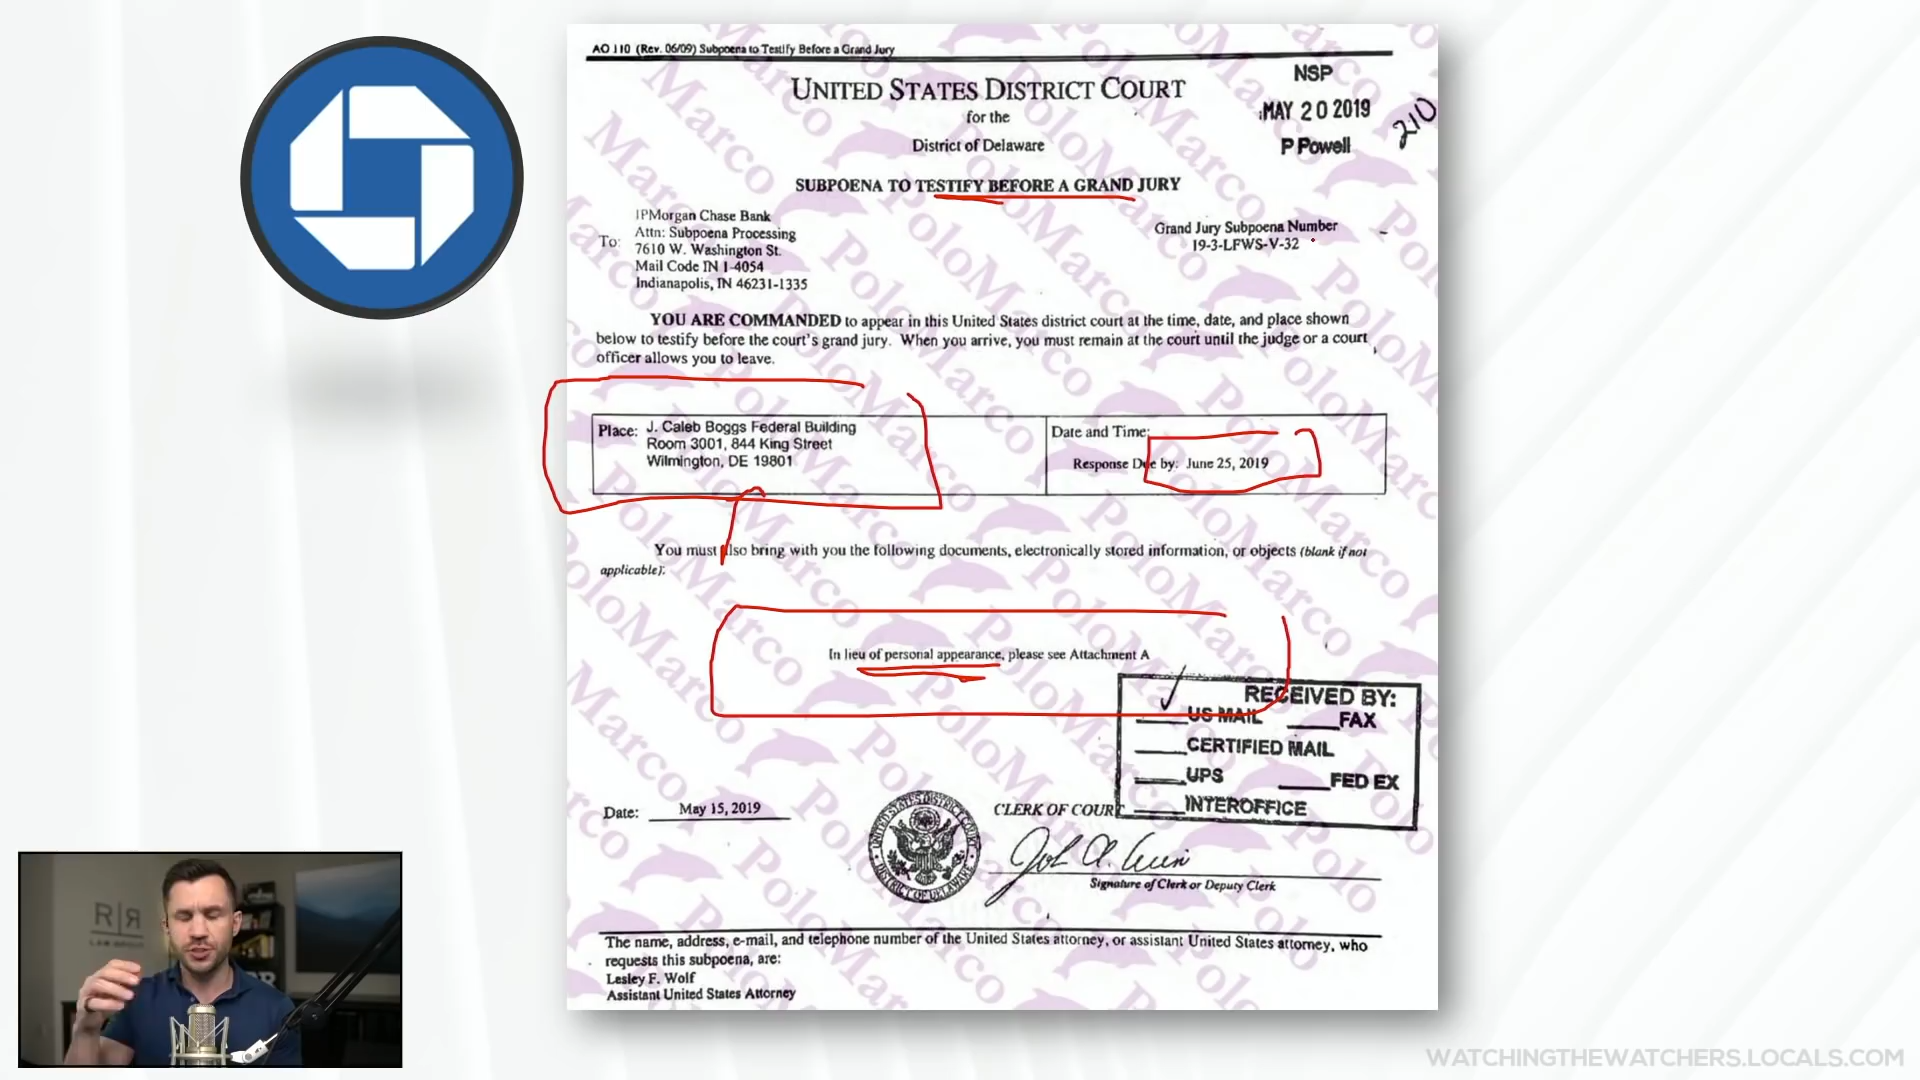 AO 110 (Rev. 06/09) Subpoena to Testify Before a Grand Jury
UNITED STATES DISTRICT COURT
for the
District of Delaware
NSP
MAY 20 2019
P Powell
210
SUBPOENA TO TESTIFY BEFORE A GRAND JURY
To:
JPMorgan Chase Bank
Attn: Subpoena Processing
7610 W. Washington St.
Mail Code IN 1-4054
Indianapolis, IN 46231-1335
Grand Jury Subpoena Number
19-3-LFWS-V-32
YOU ARE COMMANDED to appear in this United States district court at the time, date, and place shown
below to testify before the court's grand jury. When you arrive, you must remain at the court until the judge or a court
officer allows you to leave.
Place: J. Caleb Boggs Federal Building
Room 3001, 844 King Street
Wilmington, DE 19801
Date and Time:
Response Due by: June 25, 2019
You must also bring with you the following documents, electronically stored information, or objects (blank if not
applicable):
In lieu of personal appearance, please see Attachment A
RECEIVED BY:
US MAIL FAX
CERTIFIED MAIL
UPS FED EX
INTEROFFICE
Date: May 15, 2019
CLERK OF COURT
Signature of Clerk or Deputy Clerk
UNITED STATES DISTRICT COURT
DISTRICT OF DELAWARE
The name, address, e-mail, and telephone number of the United States attorney, or assistant United States attorney, who
requests this subpoena, are:
Lesley F. Wolf
Assistant United States Attorney
MarcoPolo
R|R
LAW GROUP
WATCHINGTHEWATCHERS.LOCALS.COM